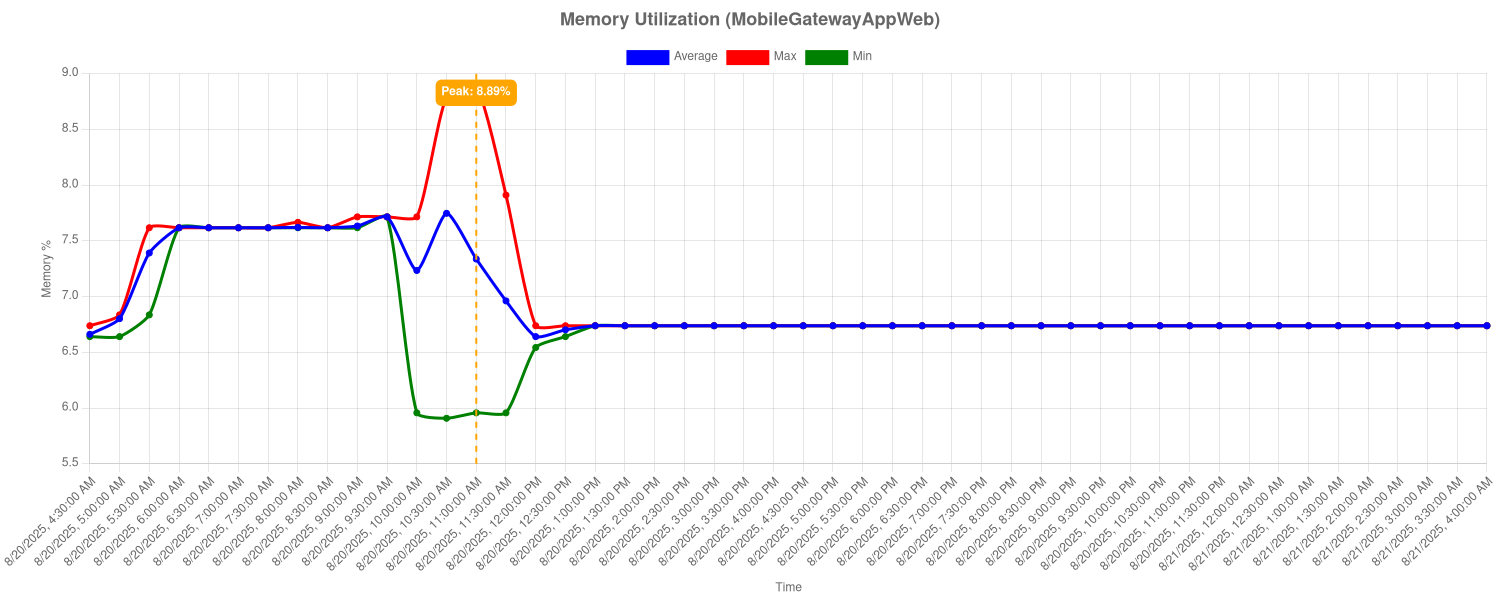 Memory Utilization (MobileGatewayAppWeb)
Average Max Min
9.0
8.5
8.0
7.5
7.0
6.5
6.0
5.5
Memory %
Peak: 8.89%
8/20/2025, 4:30:00 AM
8/20/2025, 5:00:00 AM
8/20/2025, 5:30:00 AM
8/20/2025, 6:00:00 AM
8/20/2025, 6:30:00 AM
8/20/2025, 7:00:00 AM
8/20/2025, 7:30:00 AM
8/20/2025, 8:00:00 AM
8/20/2025, 8:30:00 AM
8/20/2025, 9:00:00 AM
8/20/2025, 9:30:00 AM
8/20/2025, 10:00:00 AM
8/20/2025, 10:30:00 AM
8/20/2025, 11:00:00 AM
8/20/2025, 11:30:00 AM
8/20/2025, 12:00:00 PM
8/20/2025, 12:30:00 PM
8/20/2025, 1:00:00 PM
8/20/2025, 1:30:00 PM
8/20/2025, 2:00:00 PM
8/20/2025, 2:30:00 PM
8/20/2025, 3:00:00 PM
8/20/2025, 3:30:00 PM
8/20/2025, 4:00:00 PM
8/20/2025, 4:30:00 PM
8/20/2025, 5:00:00 PM
8/20/2025, 5:30:00 PM
8/20/2025, 6:00:00 PM
8/20/2025, 6:30:00 PM
8/20/2025, 7:00:00 PM
8/20/2025, 7:30:00 PM
8/20/2025, 8:00:00 PM
8/20/2025, 8:30:00 PM
8/20/2025, 9:00:00 PM
8/20/2025, 9:30:00 PM
8/20/2025, 10:00:00 PM
8/20/2025, 10:30:00 PM
8/20/2025, 11:00:00 PM
8/20/2025, 11:30:00 PM
8/21/2025, 12:00:00 AM
8/21/2025, 12:30:00 AM
8/21/2025, 1:00:00 AM
8/21/2025, 1:30:00 AM
8/21/2025, 2:00:00 AM
8/21/2025, 2:30:00 AM
8/21/2025, 3:00:00 AM
8/21/2025, 3:30:00 AM
8/21/2025, 4:00:00 AM
Time